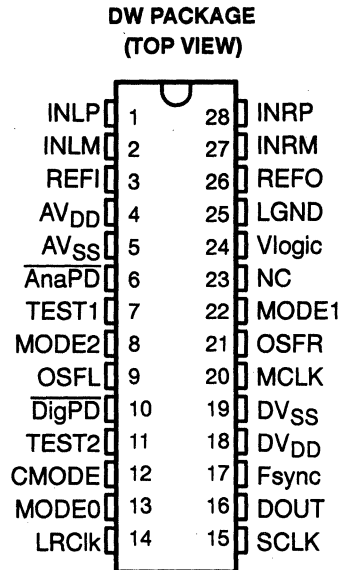 DW PACKAGE
(TOP VIEW)
INLP 1 28 INRP
INLM 2 27 INRM
REFI 3 26 REFO
AVDD 4 25 LGND
AVSS 5 24 Vlogic
AnaPD 6 23 NC
TEST1 7 22 MODE1
MODE2 8 21 OSFR
OSFL 9 20 MCLK
DigPD 10 19 DVSS
TEST2 11 18 DVDD
CMODE 12 17 Fsync
MODE0 13 16 DOUT
LRClk 14 15 SCLK